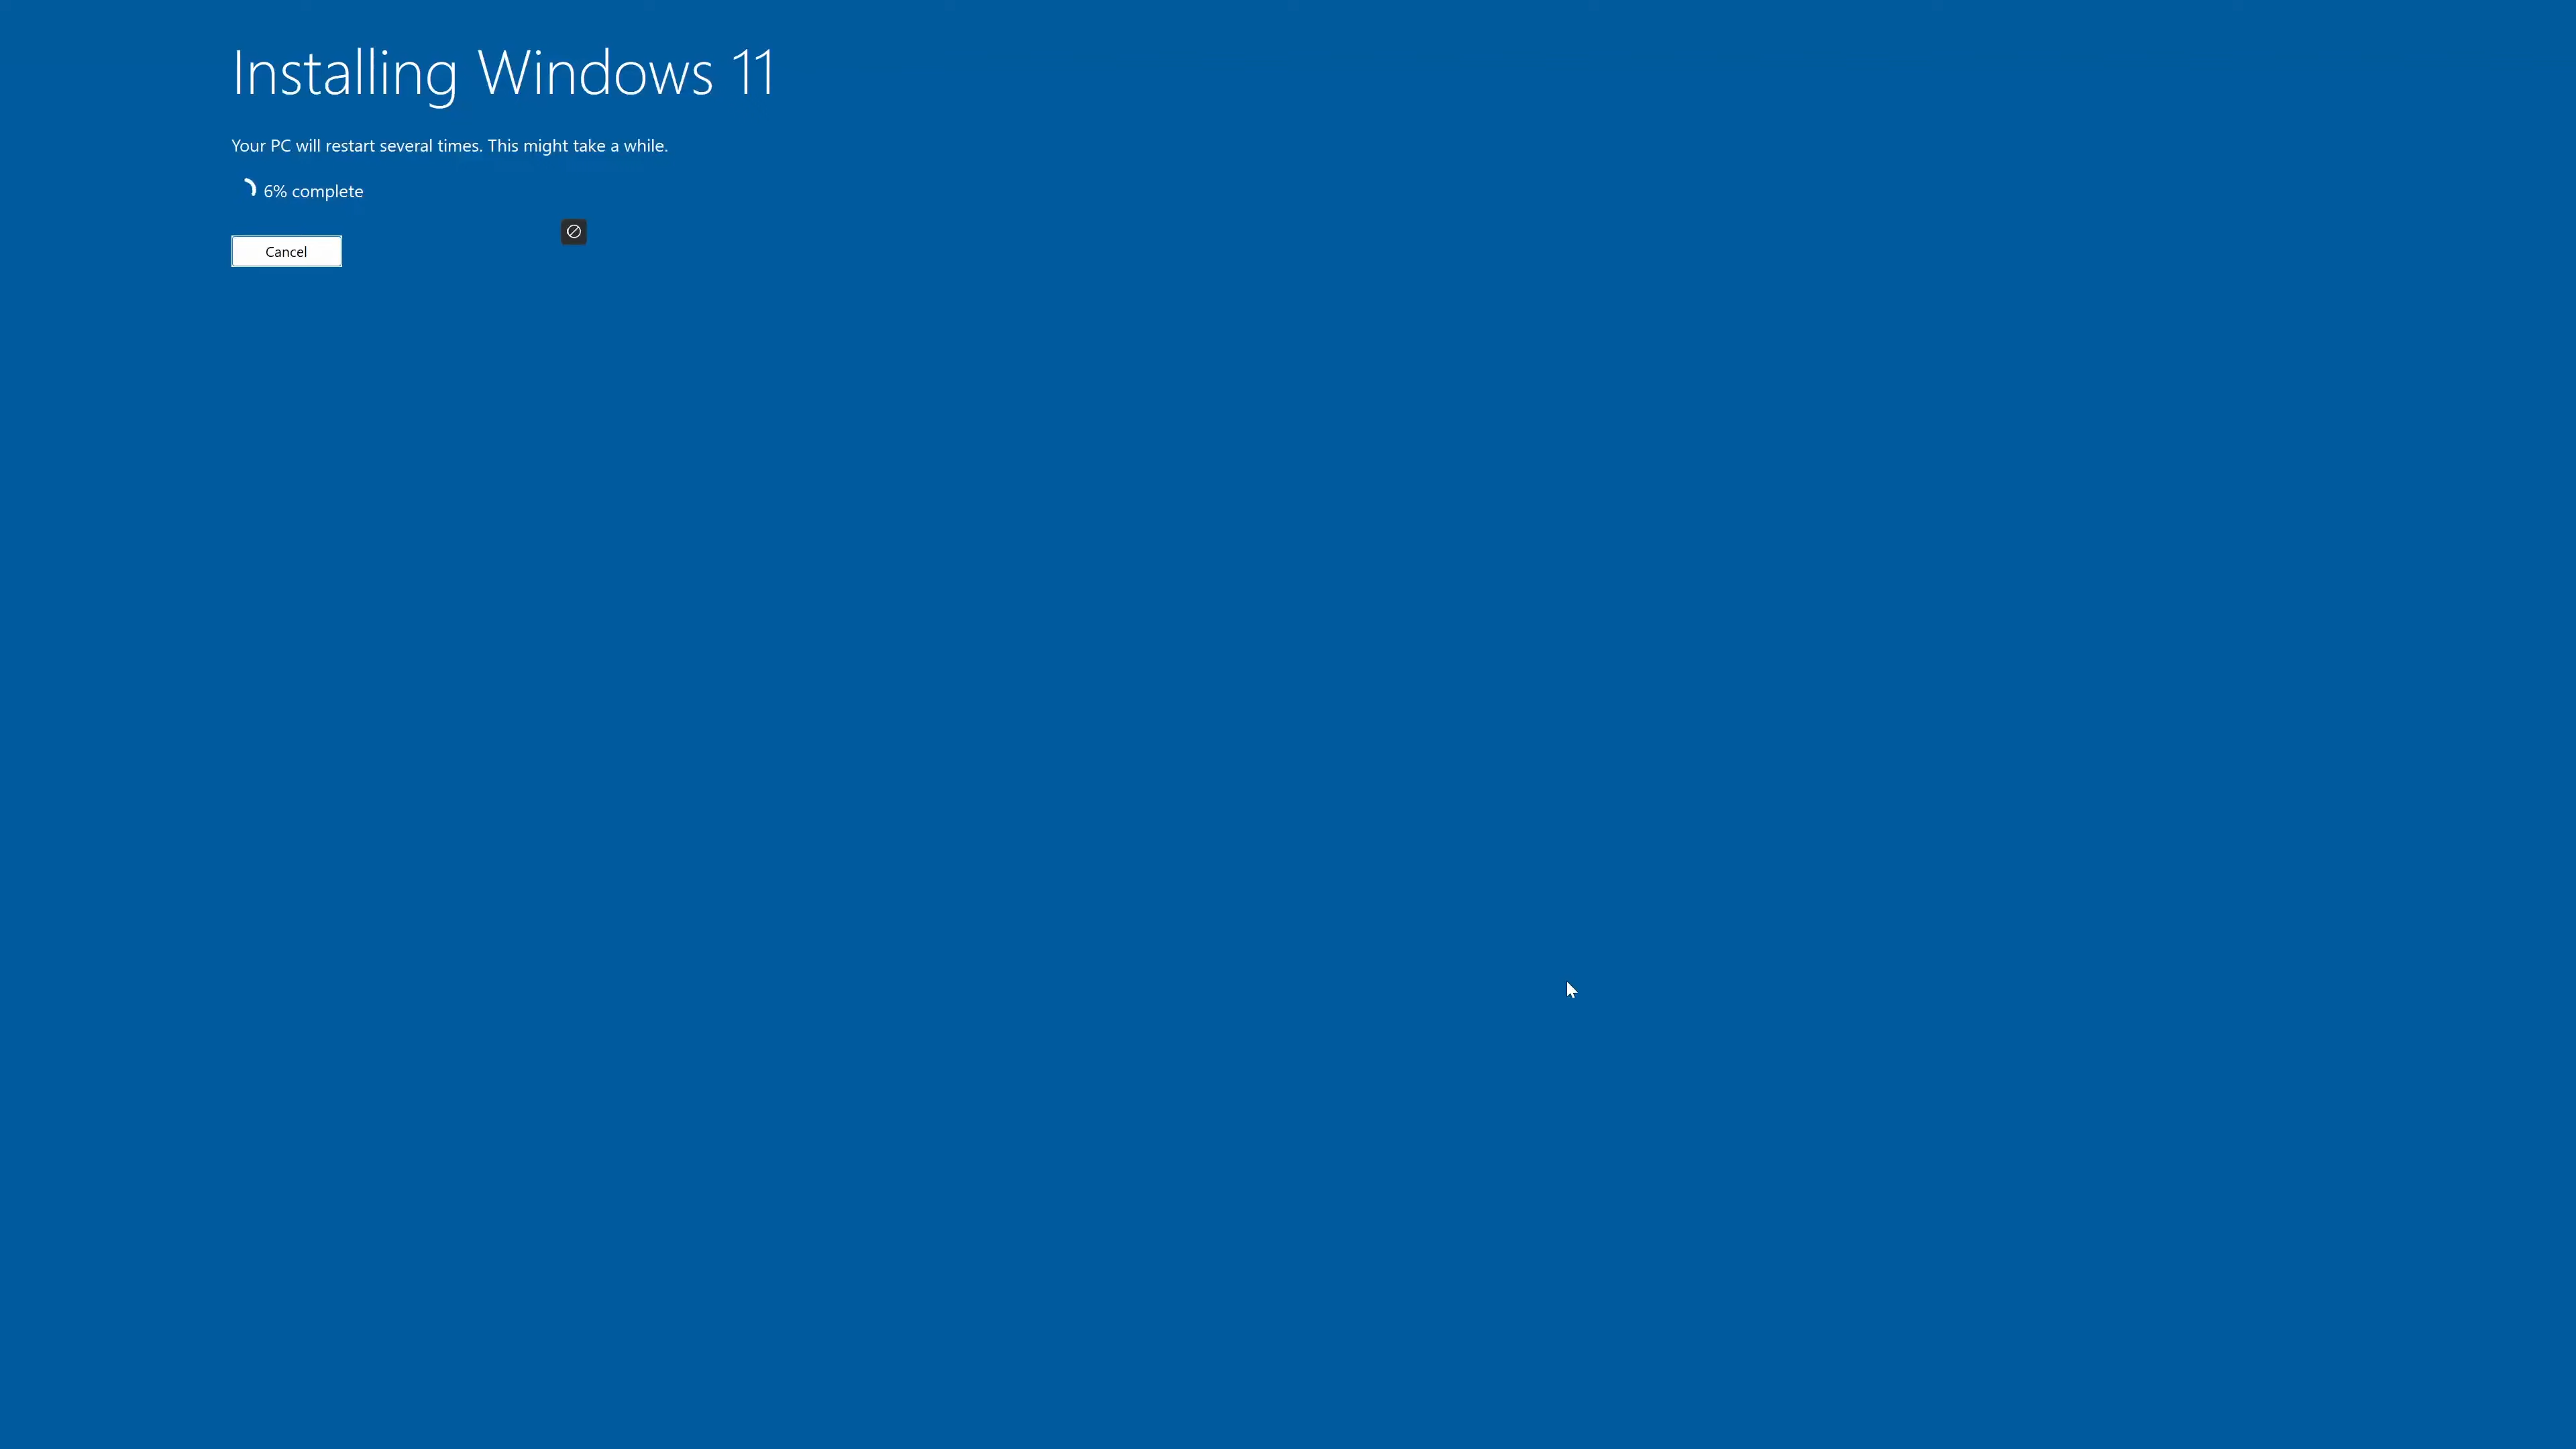 Installing Windows 11
Your PC will restart several times. This might take a while.
6% complete
Cancel